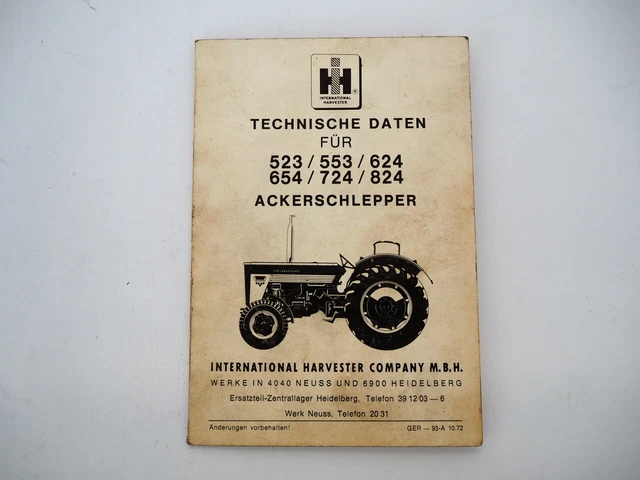 IH
®
INTERNATIONAL
HARVESTER
TECHNISCHE DATEN
FÜR
523 / 553 / 624
654 / 724 / 824
ACKERSCHLEPPER
INTERNATIONAL
INTERNATIONAL HARVESTER COMPANY M.B.H.
WERKE IN 4040 NEUSS UND 6900 HEIDELBERG
Ersatzteil-Zentrallager Heidelberg, Telefon 39 12 03 — 6
Werk Neuss, Telefon 20 31
Änderungen vorbehalten!
GER — 93-A 10.72